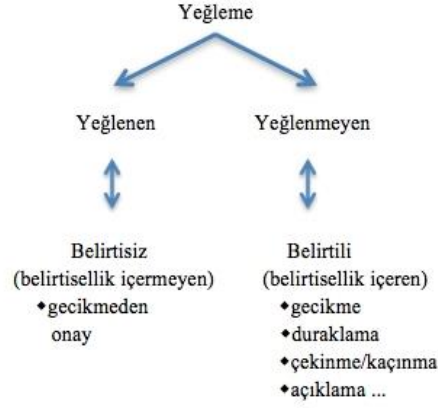 Yeğleme
Yeğlenen
Yeğlenmeyen
Belirtisiz
(belirtisellik içermeyen)
◆gecikmeden
onay
Belirtili
(belirtisellik içeren)
◆gecikme
◆duraklama
◆çekinme/kaçınma
◆açıklama ...